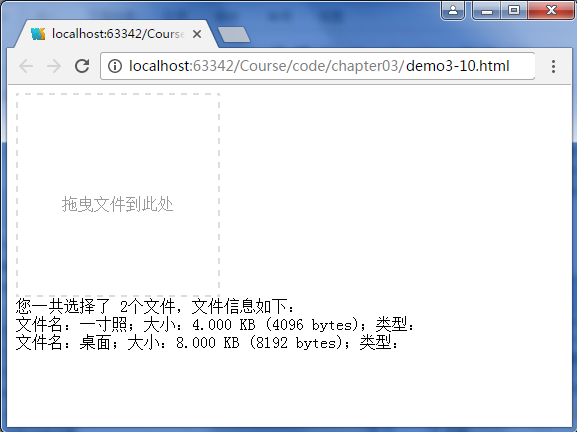 localhost:63342/Course
localhost:63342/Course/code/chapter03/demo3-10.html
拖曳文件到此处
您一共选择了 2个文件，文件信息如下：
文件名：一寸照；大小：4.000 KB (4096 bytes)；类型：
文件名：桌面；大小：8.000 KB (8192 bytes)；类型：